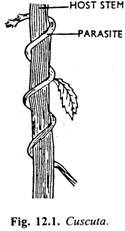 HOST STEM
PARASITE
Fig. 12.1. Cuscuta.